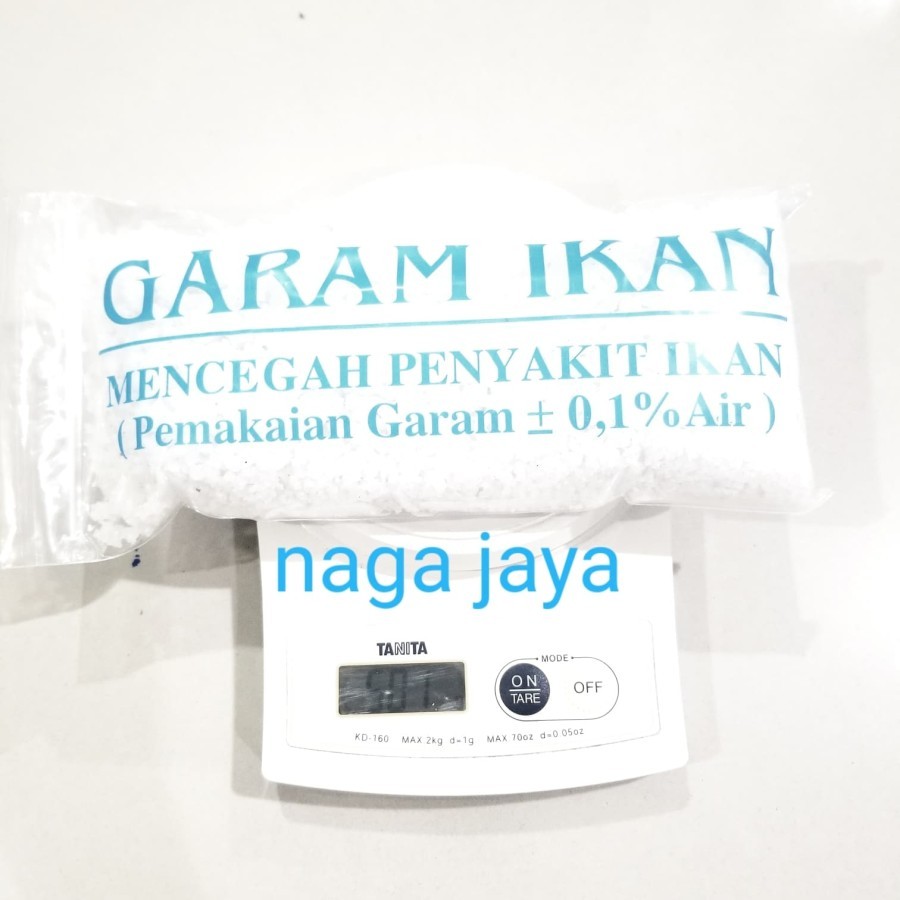 GARAM IKAN
MENCEGAH PENYAKIT IKAN
( Pemakaian Garam ± 0,1% Air )
naga jaya
TANITA
MODE
ON
TARE
OFF
KD-160 MAX 2kg d=1g MAX 70oz d=0.05oz